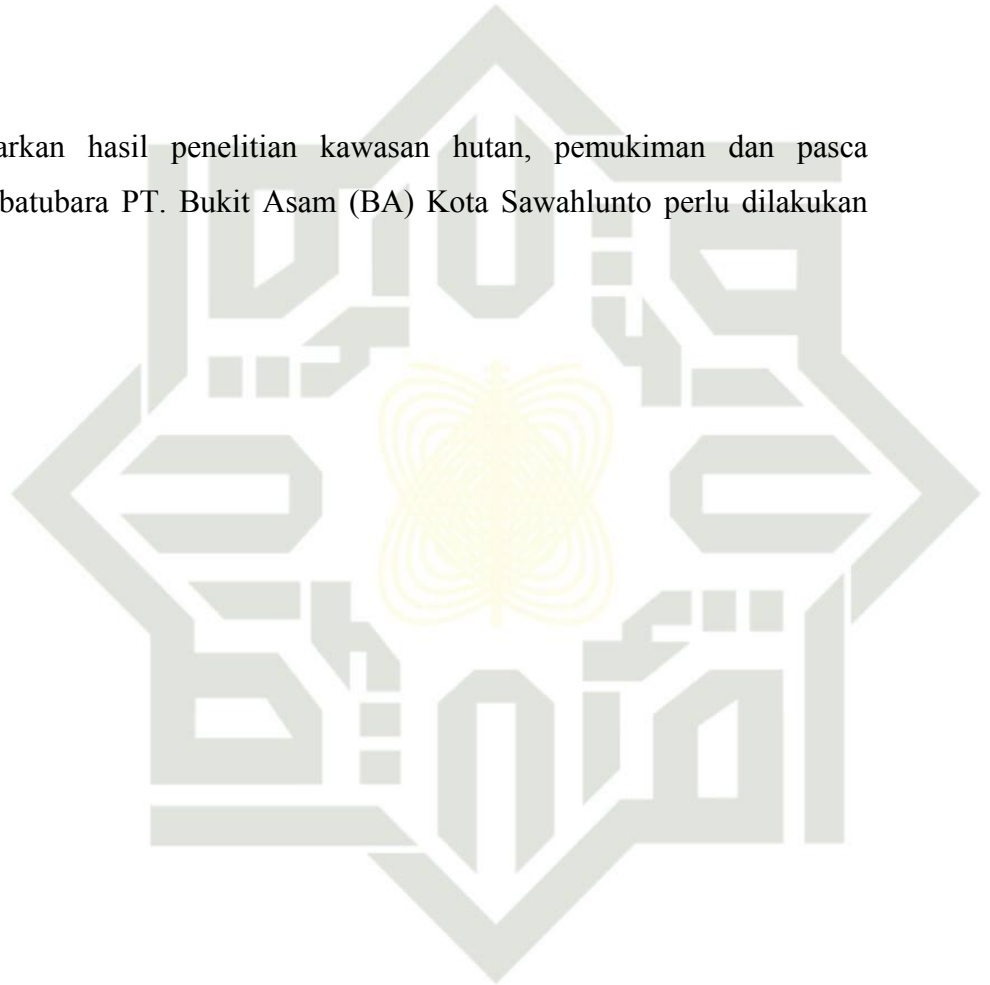 arkan hasil penelitian kawasan hutan, pemukiman dan pasca
batubara PT. Bukit Asam (BA) Kota Sawahlunto perlu dilakukan